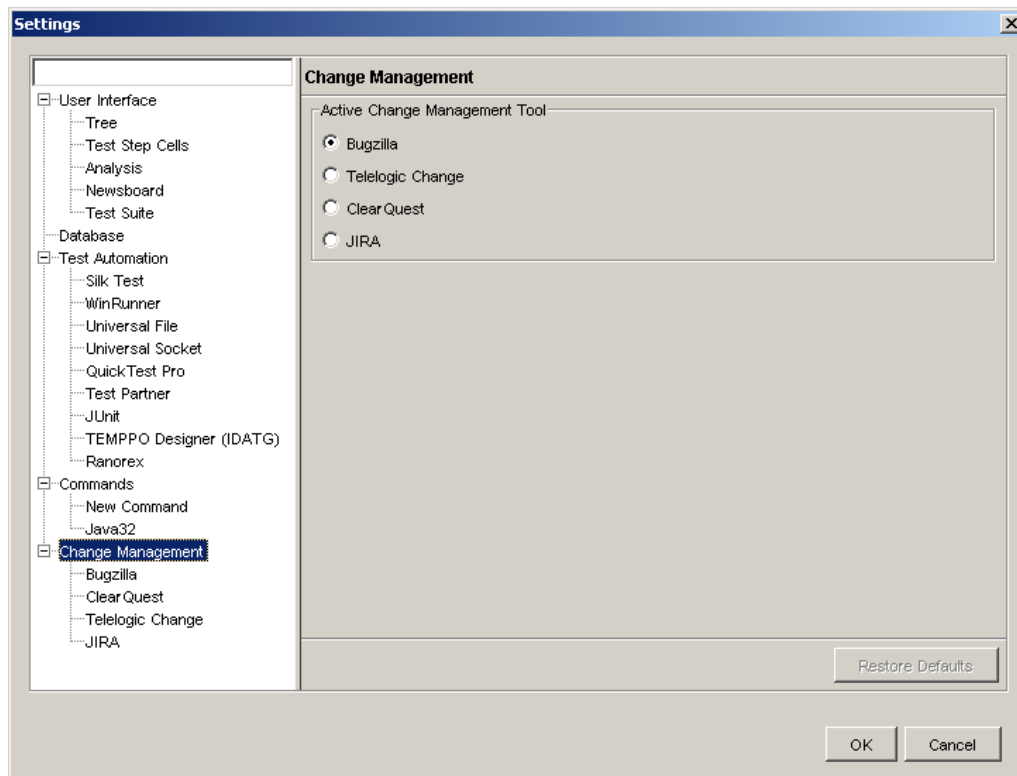 Settings
User Interface
Tree
Test Step Cells
Analysis
Newsboard
Test Suite
Database
Test Automation
Silk Test
WinRunner
Universal File
Universal Socket
QuickTest Pro
Test Partner
JUnit
TEMPPO Designer (IDATG)
Ranorex
Commands
New Command
Java32
Change Management
Bugzilla
ClearQuest
Telelogic Change
JIRA
Change Management
Active Change Management Tool
Bugzilla
Telelogic Change
ClearQuest
JIRA
Restore Defaults
OK
Cancel